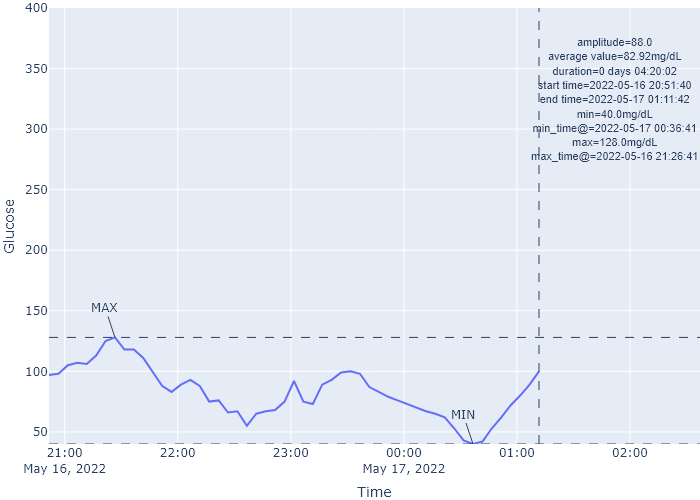 400
350
300
250
200
150
100
50
Glucose
amplitude=88.0
average value=82.92mg/dL
duration=0 days 04:20:02
start time=2022-05-16 20:51:40
end time=2022-05-17 01:11:42
min=40.0mg/dL
min_time@=2022-05-17 00:36:41
max=128.0mg/dL
max_time@=2022-05-16 21:26:41
MAX
MIN
21:00 22:00 23:00 00:00 01:00 02:00
May 16, 2022 May 17, 2022
Time